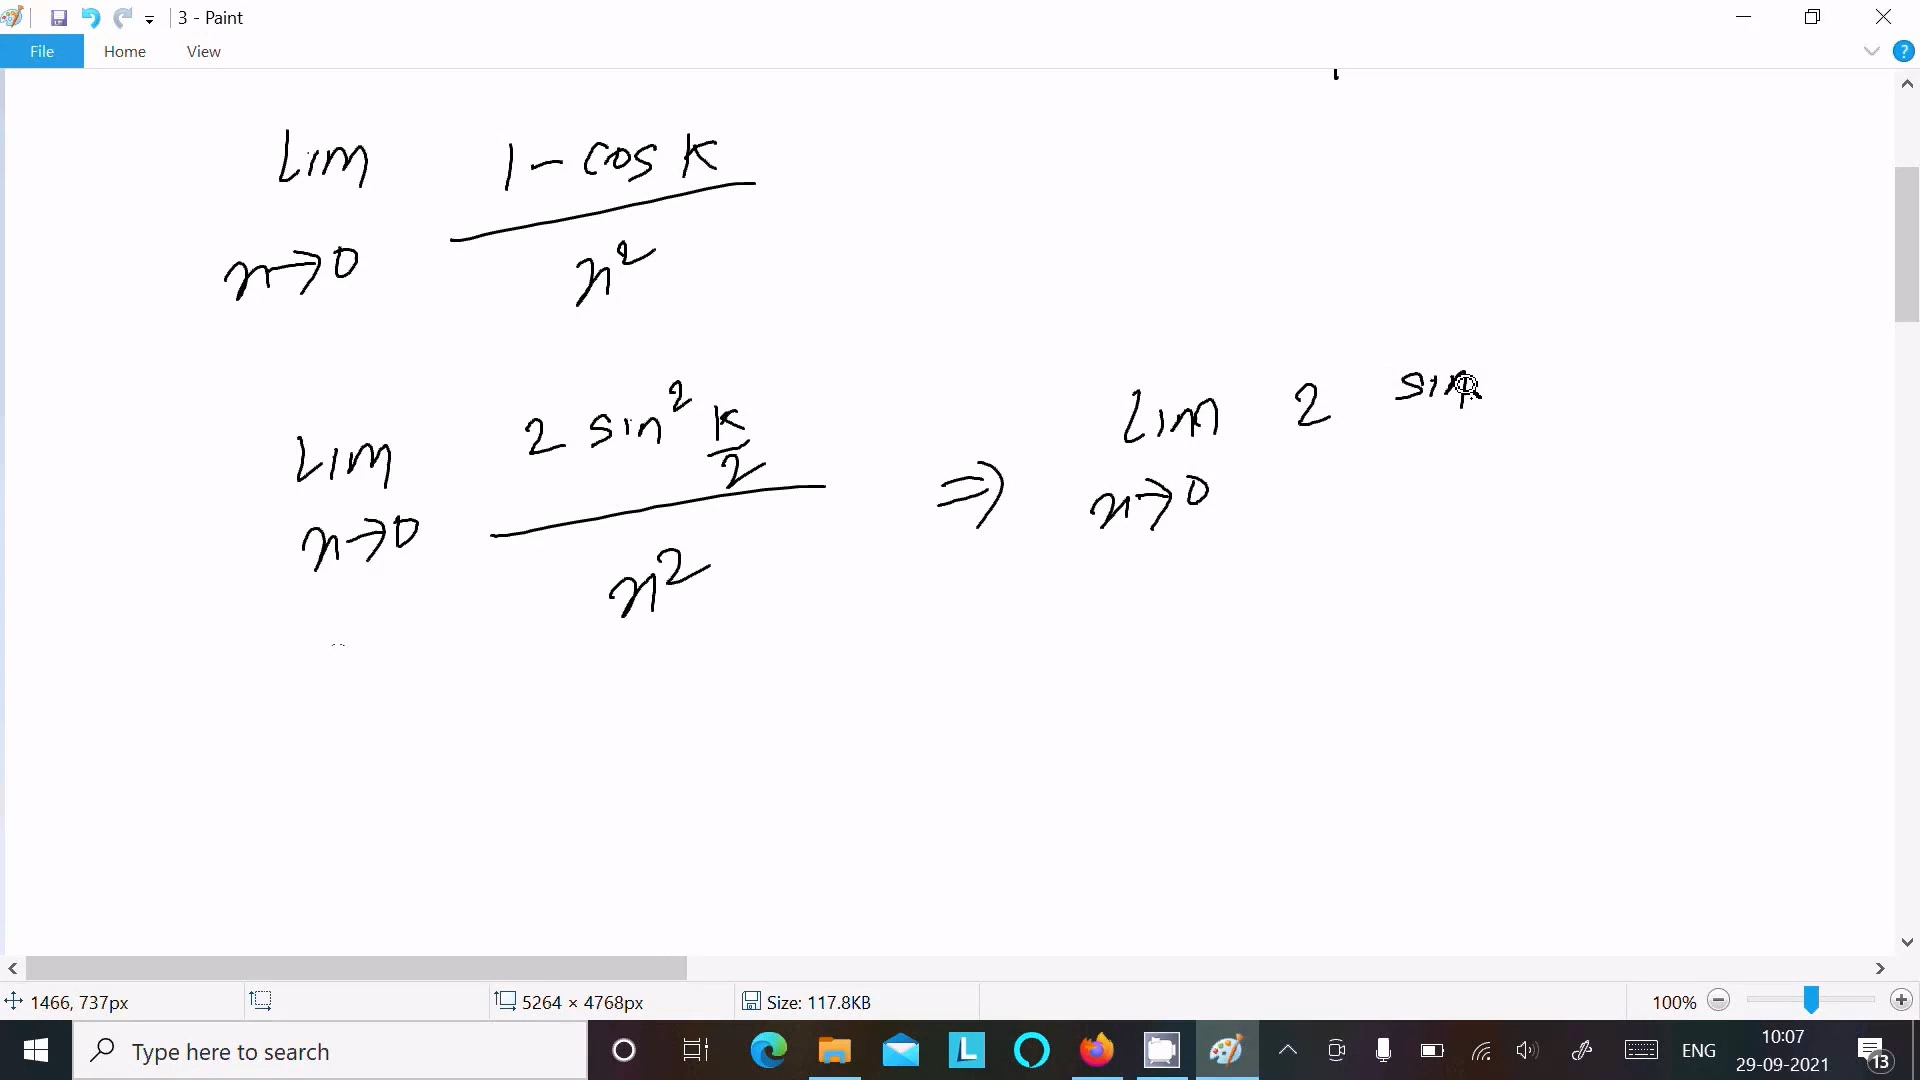 3 - Paint
File Home View
Lim 1 - cos K
x→0 x²
Lim 2 sin² K/2 ⇒ Lim 2 sin
x→0 x² x→0
1466, 737px 5264 × 4768px Size: 117.8KB 100%
Type here to search
L
ENG
10:07
29-09-2021
13